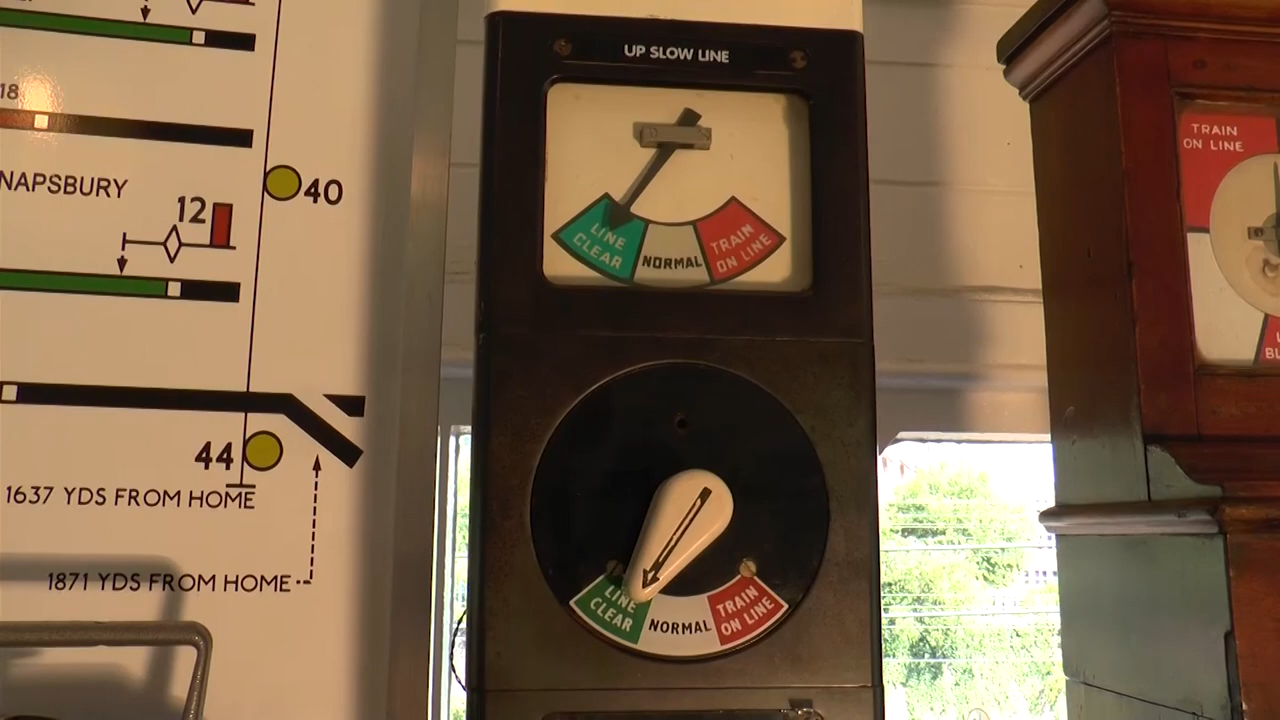 18
NAPSBURY
12
40
44
1637 YDS FROM HOME
1871 YDS FROM HOME
UP SLOW LINE
LINE
CLEAR
NORMAL
TRAIN
ON LINE
LINE
CLEAR
NORMAL
TRAIN
ON LINE
TRAIN
ON LINE